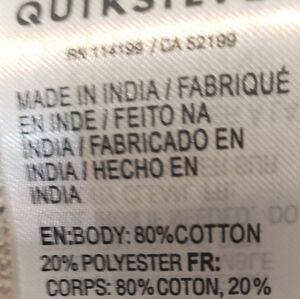 QUIKSILVE
RN 114199 / CA 52199
MADE IN INDIA / FABRIQUÉ
EN INDE / FEITO NA
INDIA / FABRICADO EN
INDIA / HECHO EN
INDIA
EN:BODY: 80%COTTON
20% POLYESTER FR:
CORPS: 80% COTON, 20%